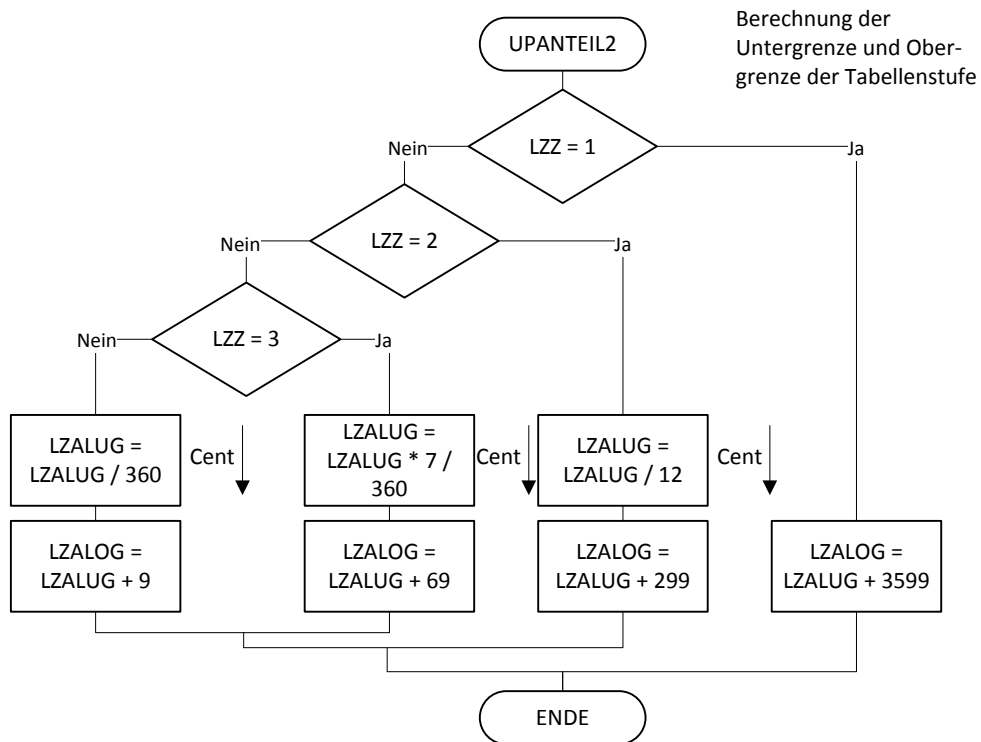 UPANTEIL2
Berechnung der
Untergrenze und Ober-
grenze der Tabellenstufe
LZZ = 1
Nein
Ja
LZZ = 2
Nein
Ja
LZZ = 3
Nein
Ja
LZALUG =
LZALUG / 360
Cent
LZALUG =
LZALUG * 7 /
360
Cent
LZALUG =
LZALUG / 12
Cent
LZALOG =
LZALUG + 9
LZALOG =
LZALUG + 69
LZALOG =
LZALUG + 299
LZALOG =
LZALUG + 3599
ENDE